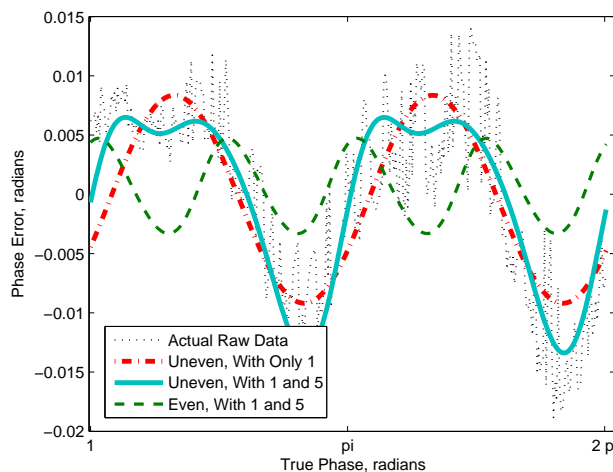 0.015
0.01
0.005
0
−0.005
−0.01
−0.015
−0.02
Phase Error, radians
Actual Raw Data
Uneven, With Only 1
Uneven, With 1 and 5
Even, With 1 and 5
1
pi
2 p
True Phase, radians